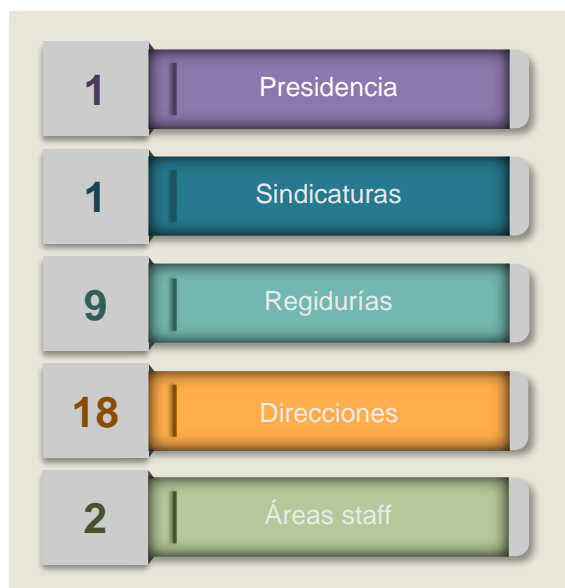 1 Presidencia
1 Sindicaturas
9 Regidurías
18 Direcciones
2 Áreas staff